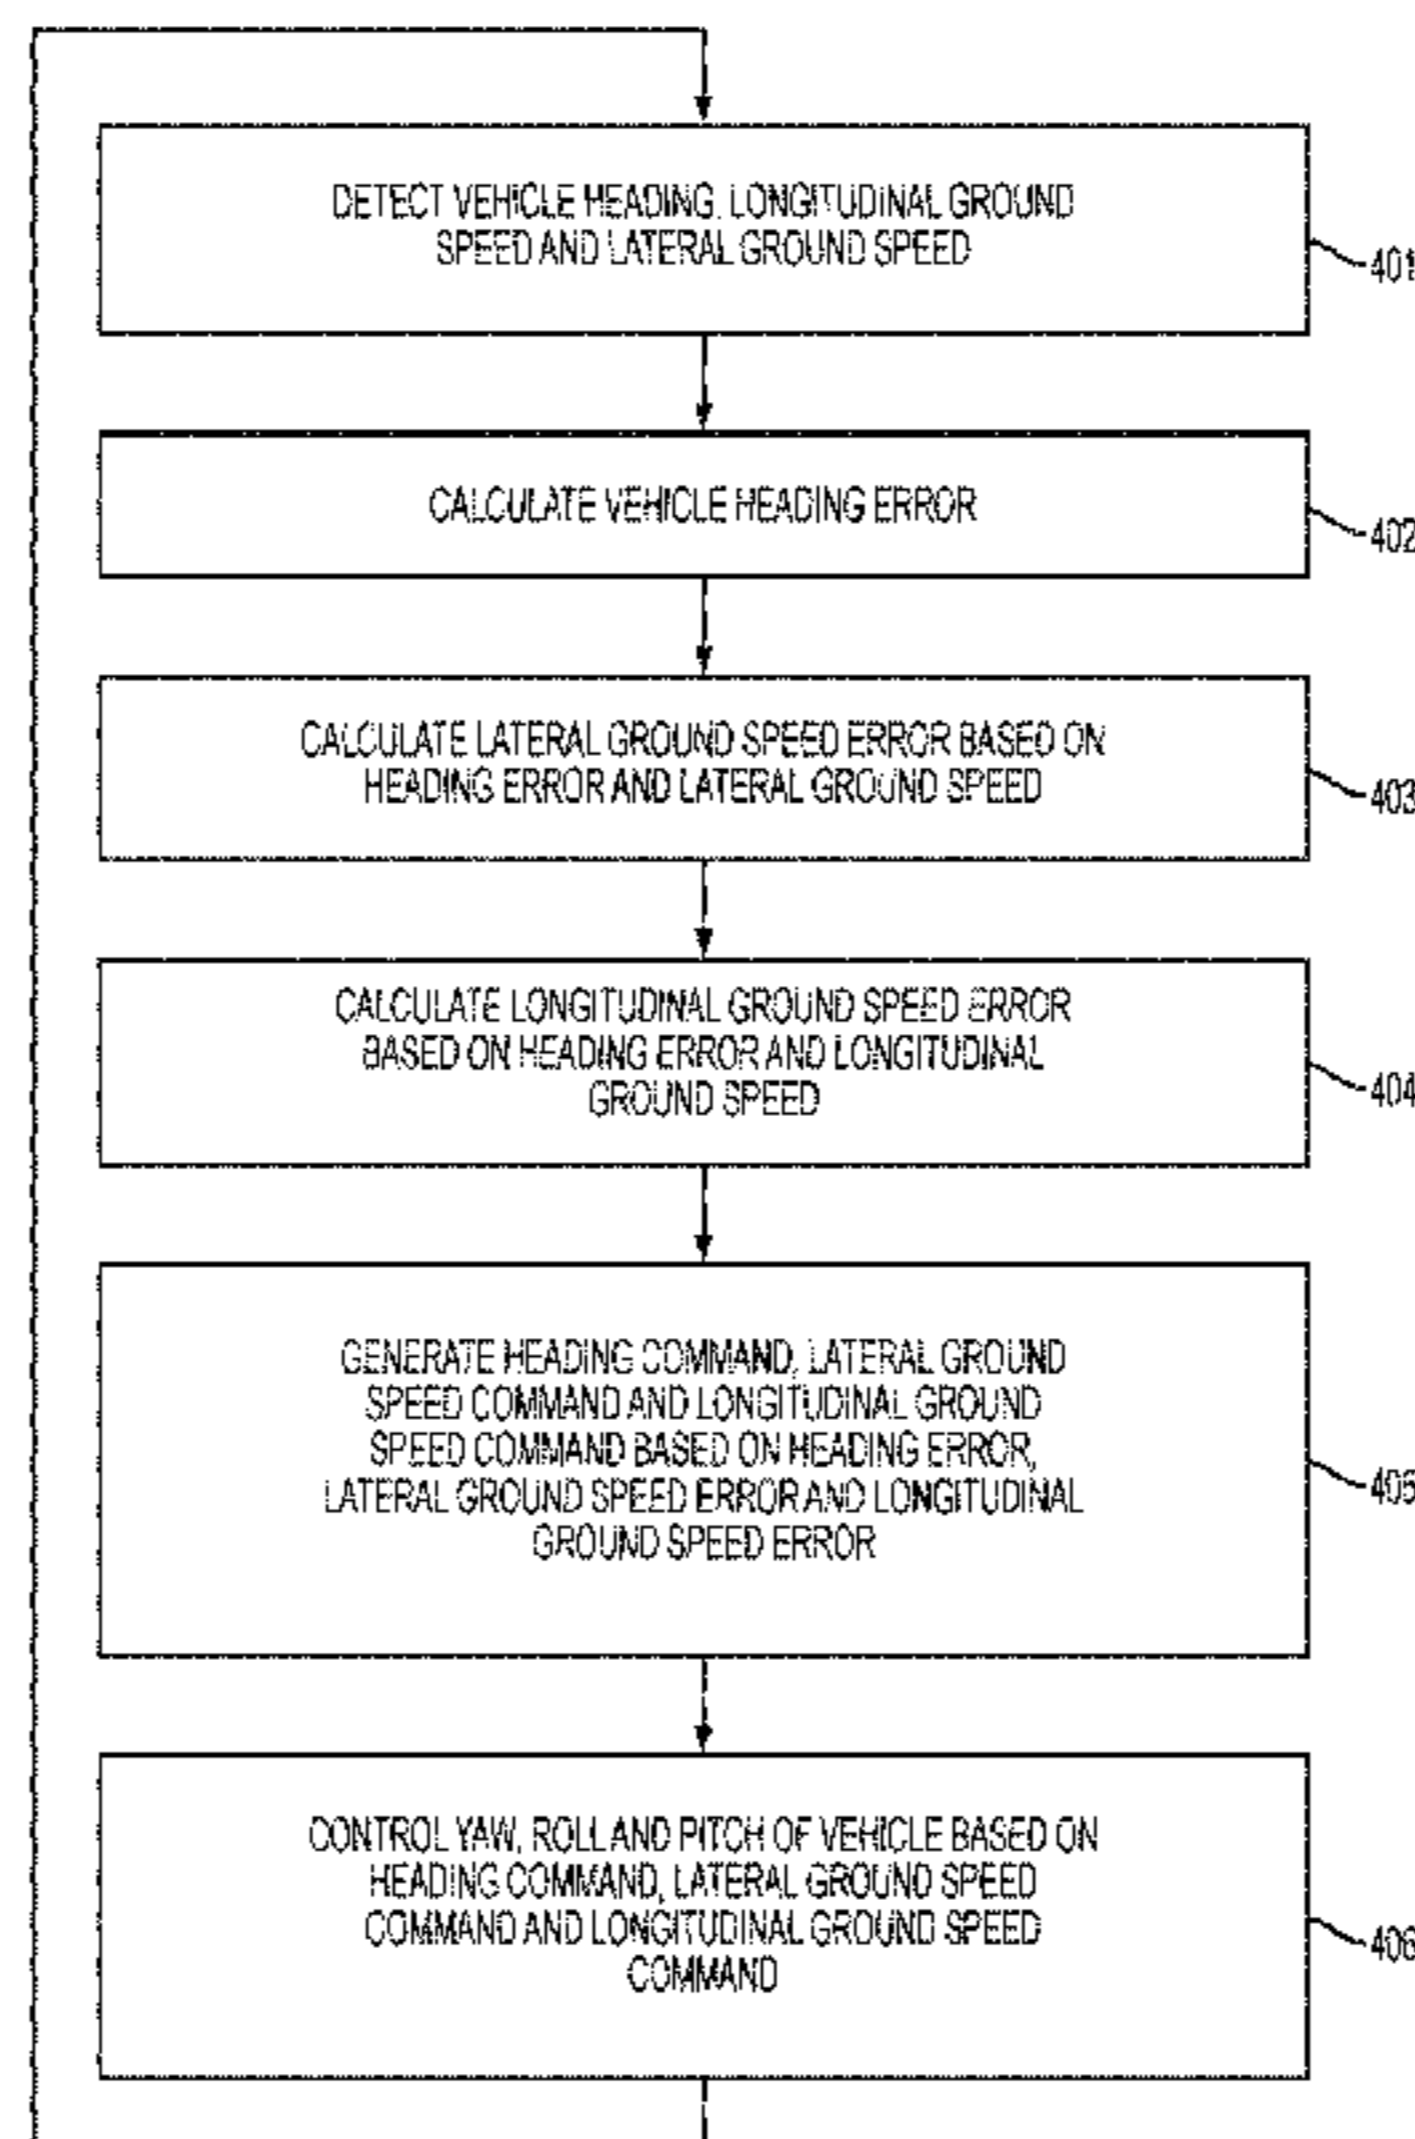 DETECT VEHICLE HEADING, LONGITUDINAL GROUND
SPEED AND LATERAL GROUND SPEED
401
CALCULATE VEHICLE HEADING ERROR
402
CALCULATE LATERAL GROUND SPEED ERROR BASED ON
HEADING ERROR AND LATERAL GROUND SPEED
403
CALCULATE LONGITUDINAL GROUND SPEED ERROR
BASED ON HEADING ERROR AND LONGITUDINAL
GROUND SPEED
404
GENERATE HEADING COMMAND, LATERAL GROUND
SPEED COMMAND AND LONGITUDINAL GROUND
SPEED COMMAND BASED ON HEADING ERROR,
LATERAL GROUND SPEED ERROR AND LONGITUDINAL
GROUND SPEED ERROR
405
CONTROL YAW, ROLL AND PITCH OF VEHICLE BASED ON
HEADING COMMAND, LATERAL GROUND SPEED
COMMAND AND LONGITUDINAL GROUND SPEED
COMMAND
406